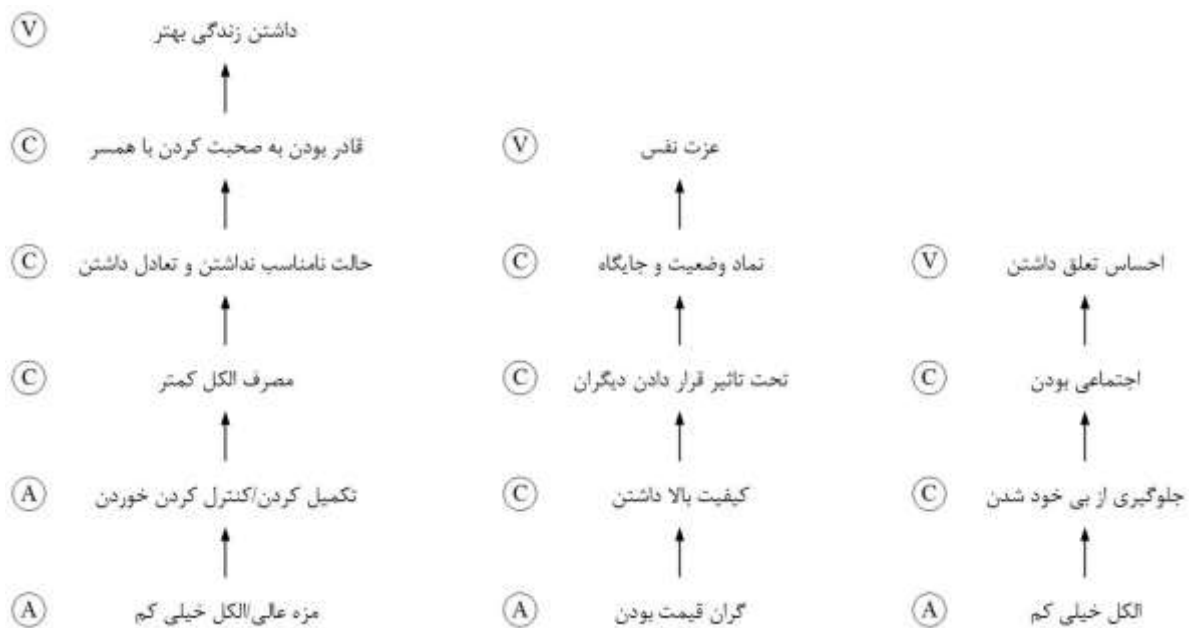 داشتن زندگی بهتر V
قادر بودن به صحبت کردن با همسر C
عزت نفس V
حالت نامناسب نداشتن و تعادل داشتن C
نماد وضعیت و جایگاه C
احساس تعلق داشتن V
مصرف الکل کمتر C
تحت تاثیر قرار دادن دیگران C
اجتماعی بودن C
تکمیل کردن/کنترل کردن خوردن A
کیفیت بالا داشتن C
جلوگیری از بی خود شدن C
مزه عالی/الکل خیلی کم A
گران قیمت بودن A
الکل خیلی کم A